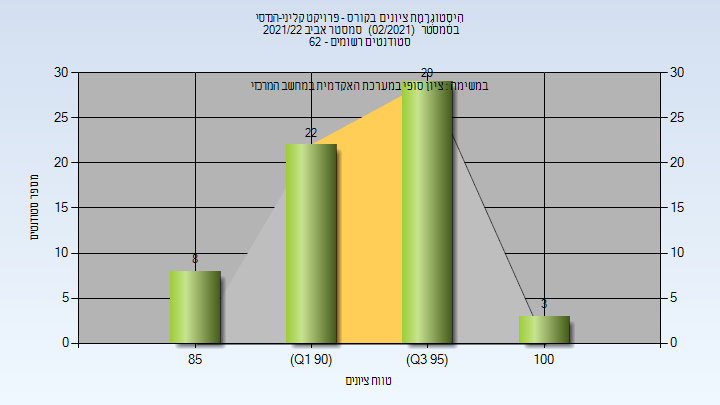 היסטוגרמת ציונים בקורס - פרויקט קליני-הנדסי
בסמסטר (02/2021) סמסטר אביב 2021/22
סטודנטים רשומים - 62
במשימה : ציון סופי במערכת האקדמית במחשב המרכזי
30 30
25 25
20 20
15 15
10 10
5 5
0 0
8
22
29
3
מספר סטודנטים
85 (Q1 90) (Q3 95) 100
טווח ציונים